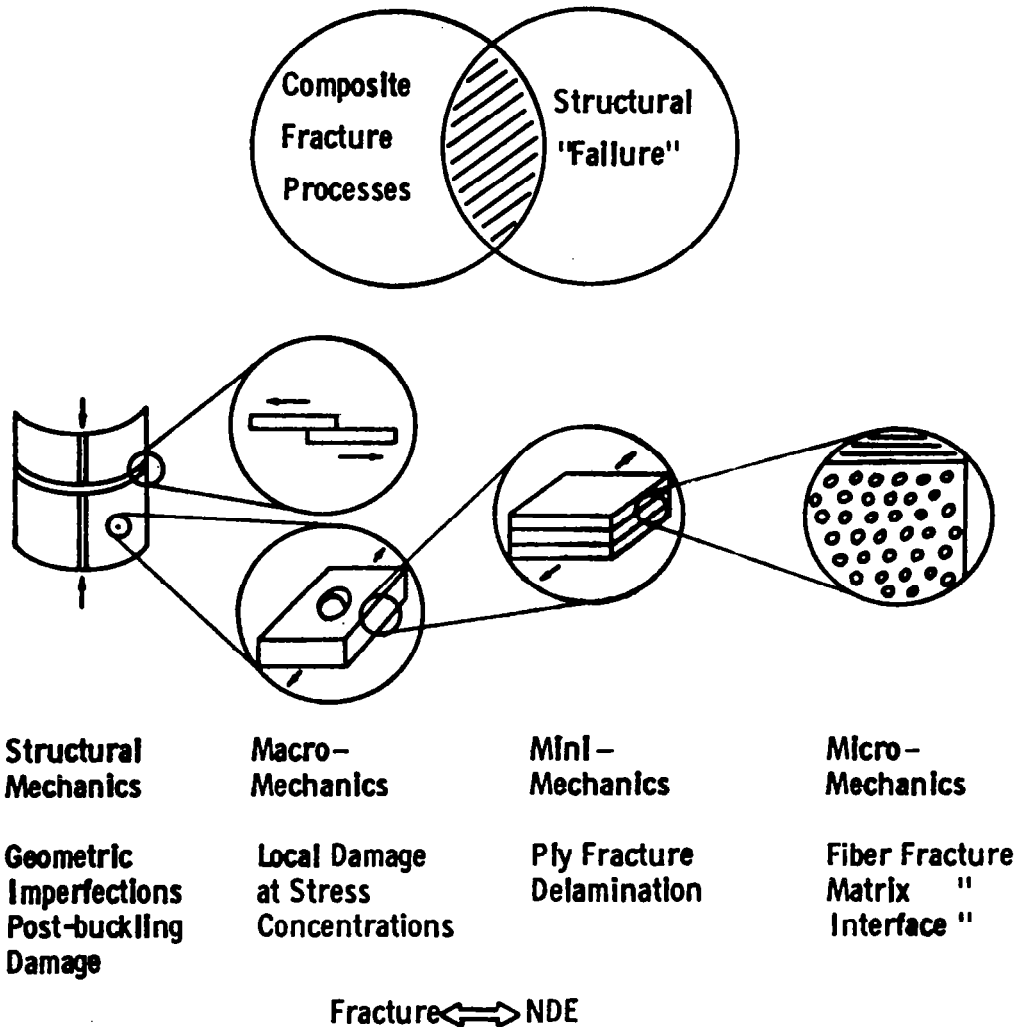 Composite
Fracture
Processes
Structural
"Failure"
Structural
Mechanics
Macro-
Mechanics
Mini-
Mechanics
Micro-
Mechanics
Geometric
Imperfections
Post-buckling
Damage
Local Damage
at Stress
Concentrations
Ply Fracture
Delamination
Fiber Fracture
Matrix "
Interface "
Fracture⟺NDE